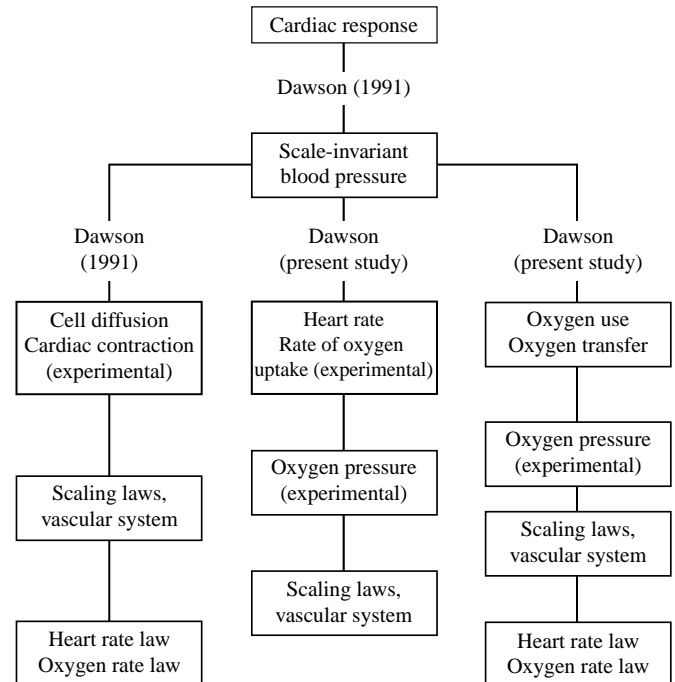 Cardiac response
Dawson (1991)
Scale-invariant
blood pressure
Dawson
(1991)
Cell diffusion
Cardiac contraction
(experimental)
Scaling laws,
vascular system
Heart rate law
Oxygen rate law
Dawson
(present study)
Heart rate
Rate of oxygen
uptake (experimental)
Oxygen pressure
(experimental)
Scaling laws,
vascular system
Dawson
(present study)
Oxygen use
Oxygen transfer
Oxygen pressure
(experimental)
Scaling laws,
vascular system
Heart rate law
Oxygen rate law